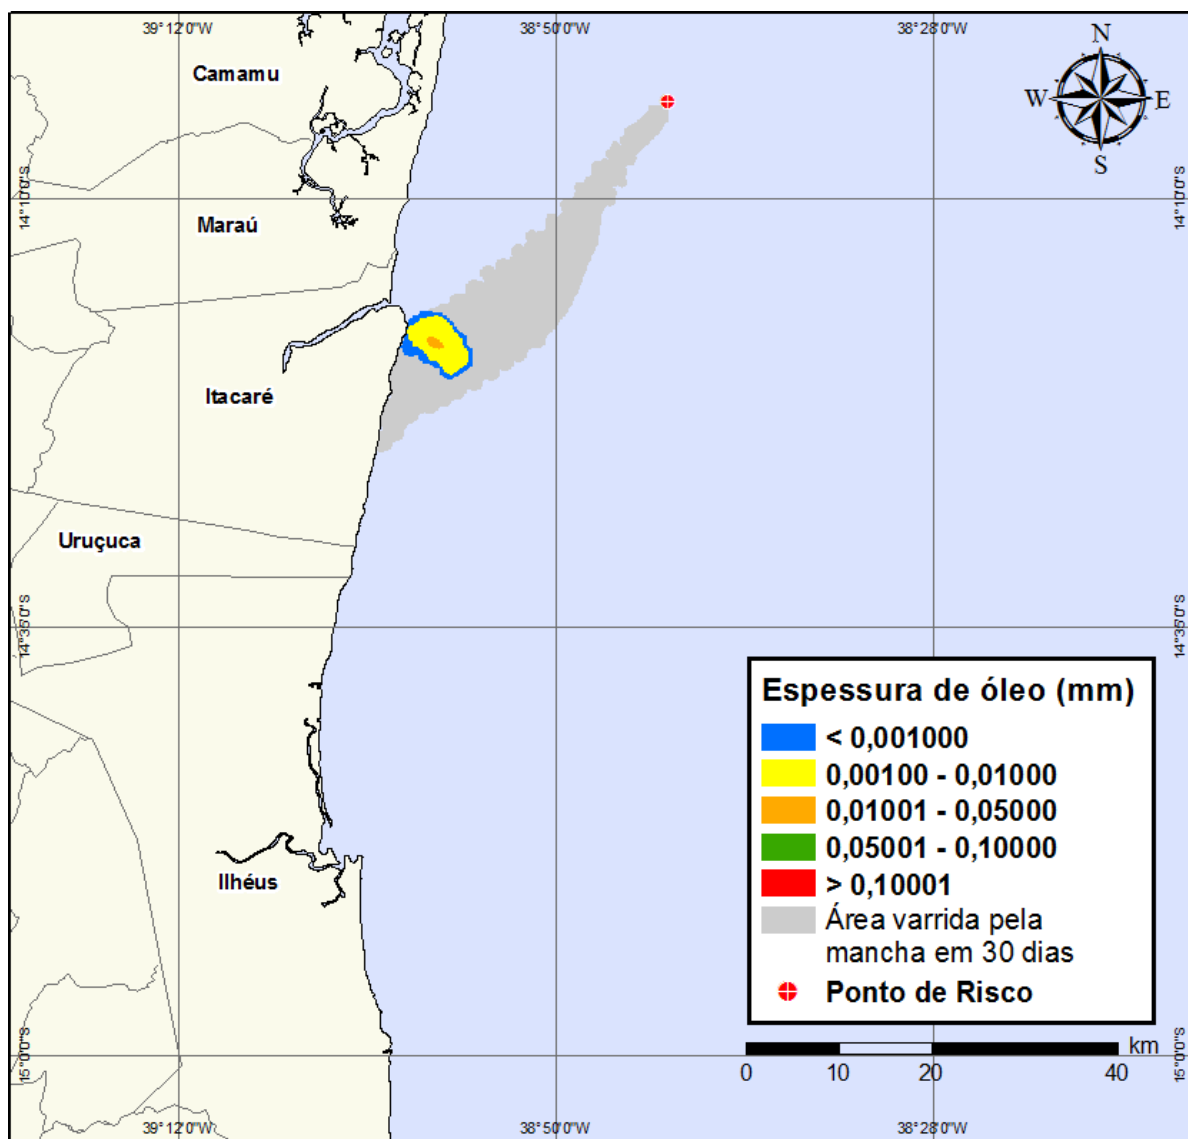 39°12'0"W
38°50'0"W
38°28'0"W
N
W
E
S
Camamu
14°10'0"S
14°10'0"S
Maraú
Itacaré
Uruçuca
14°35'0"S
14°35'0"S
Ilhéus
Espessura de óleo (mm)
< 0,001000
0,00100 - 0,01000
0,01001 - 0,05000
0,05001 - 0,10000
> 0,10001
Área varrida pela
mancha em 30 dias
Ponto de Risco
km
0
20
40
10
15°0'0"S
15°0'0"S
39°12'0"W
38°50'0"W
38°28'0"W